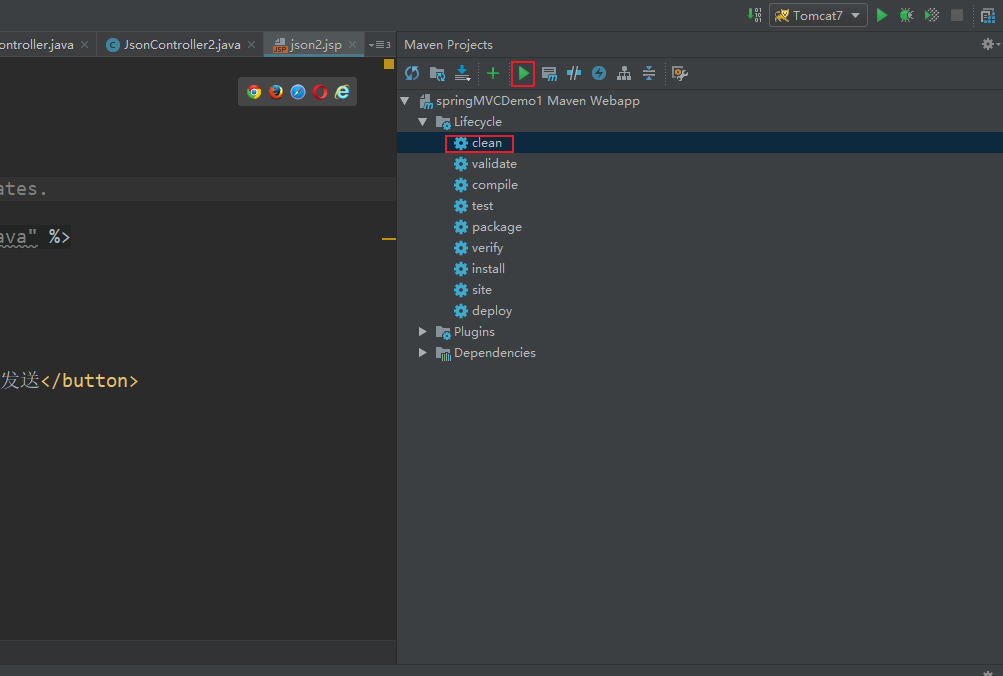 Tomcat7
ontroller.java
JsonController2.java
json2.jsp
Maven Projects
springMVCDemo1 Maven Webapp
Lifecycle
clean
validate
ates.
compile
test
package
ava" %>
verify
install
site
deploy
Plugins
Dependencies
发送</button>